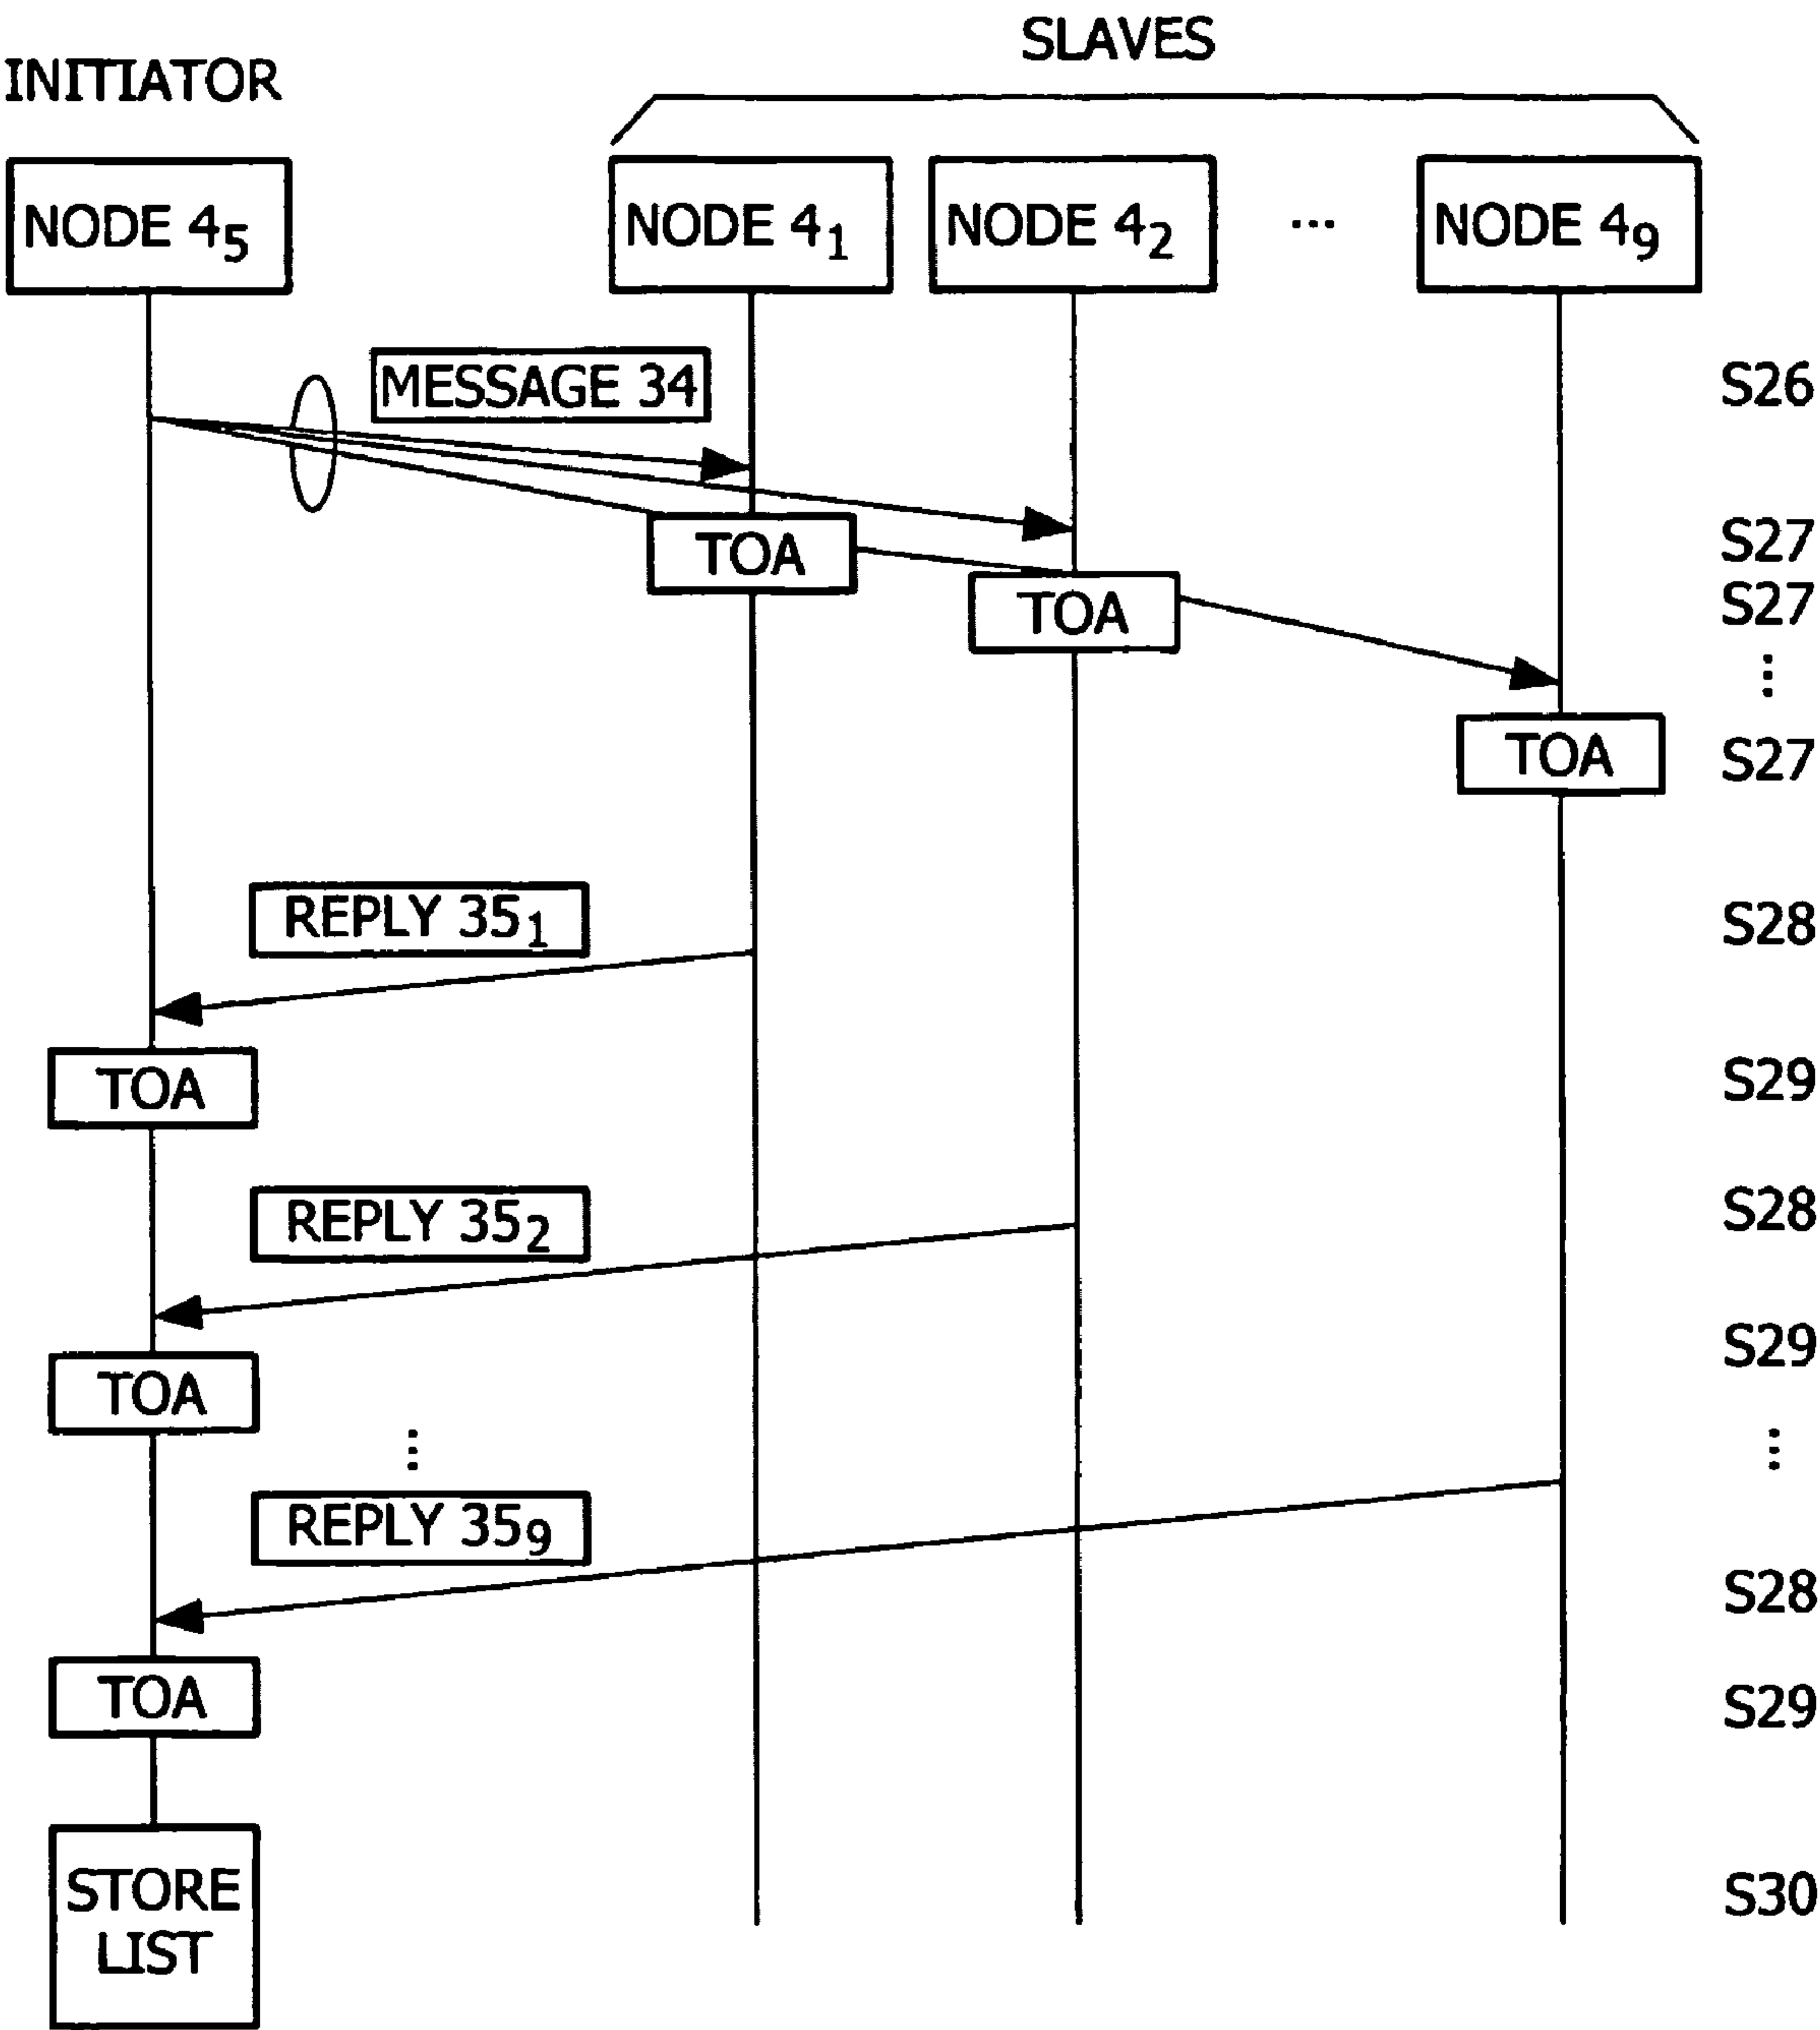 SLAVES
INITIATOR
NODE 4₅ NODE 4₁ NODE 4₂ ... NODE 4₉
MESSAGE 34 S26
TOA S27
TOA S27
⋮
TOA S27
REPLY 35₁ S28
TOA S29
REPLY 35₂ S28
TOA S29
⋮ ⋮
REPLY 35₉
S28
TOA S29
STORE
LIST
S30